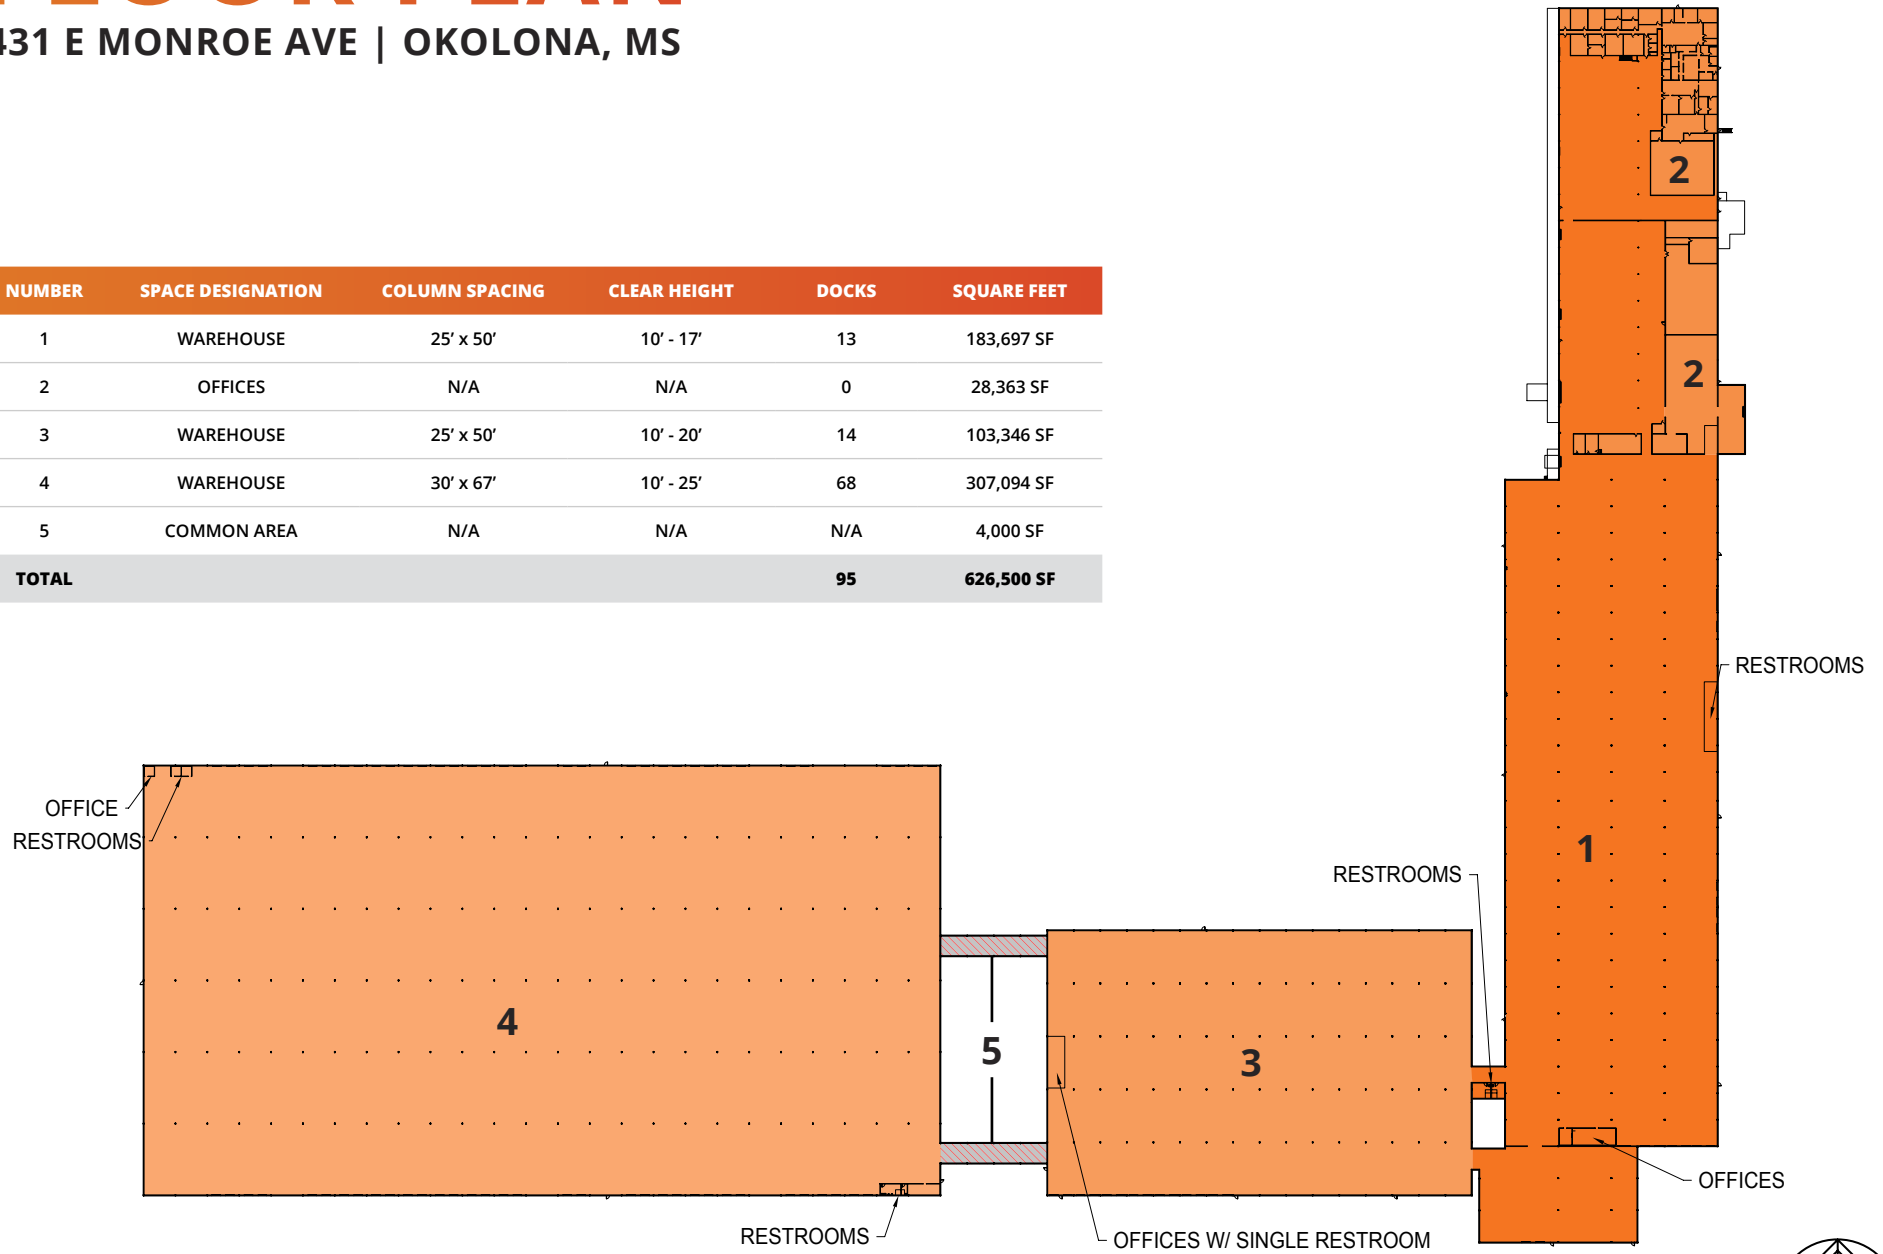 FLOOR PLAN
431 E MONROE AVE | OKOLONA, MS
NUMBER SPACE DESIGNATION COLUMN SPACING CLEAR HEIGHT DOCKS SQUARE FEET
1 WAREHOUSE 25’ x 50’ 10’ - 17’ 13 183,697 SF
2 OFFICES N/A N/A 0 28,363 SF
3 WAREHOUSE 25’ x 50’ 10’ - 20’ 14 103,346 SF
4 WAREHOUSE 30’ x 67’ 10’ - 25’ 68 307,094 SF
5 COMMON AREA N/A N/A N/A 4,000 SF
TOTAL 95 626,500 SF
2
2
RESTROOMS
OFFICE
RESTROOMS
1
RESTROOMS
4
5
3
OFFICES
RESTROOMS
OFFICES W/ SINGLE RESTROOM